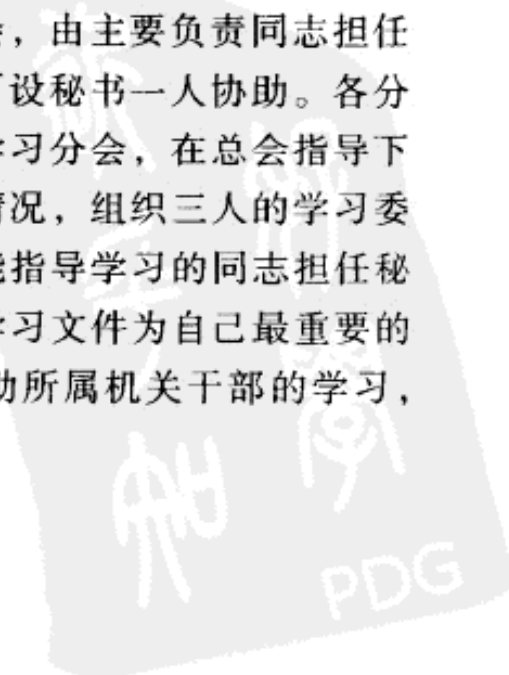 ，由主要负责同志担任
设秘书一人协助。各分
习分会，在总会指导下
情况，组织三人的学习委
能指导学习的同志担任秘
学习文件为自己最重要的
助所属机关干部的学习，
PDG